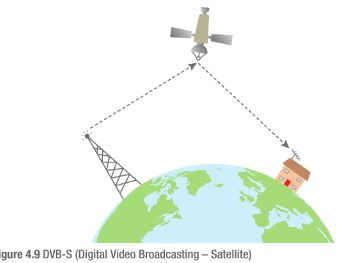 igure 4.9 DVB-S (Digital Video Broadcasting – Satellite)